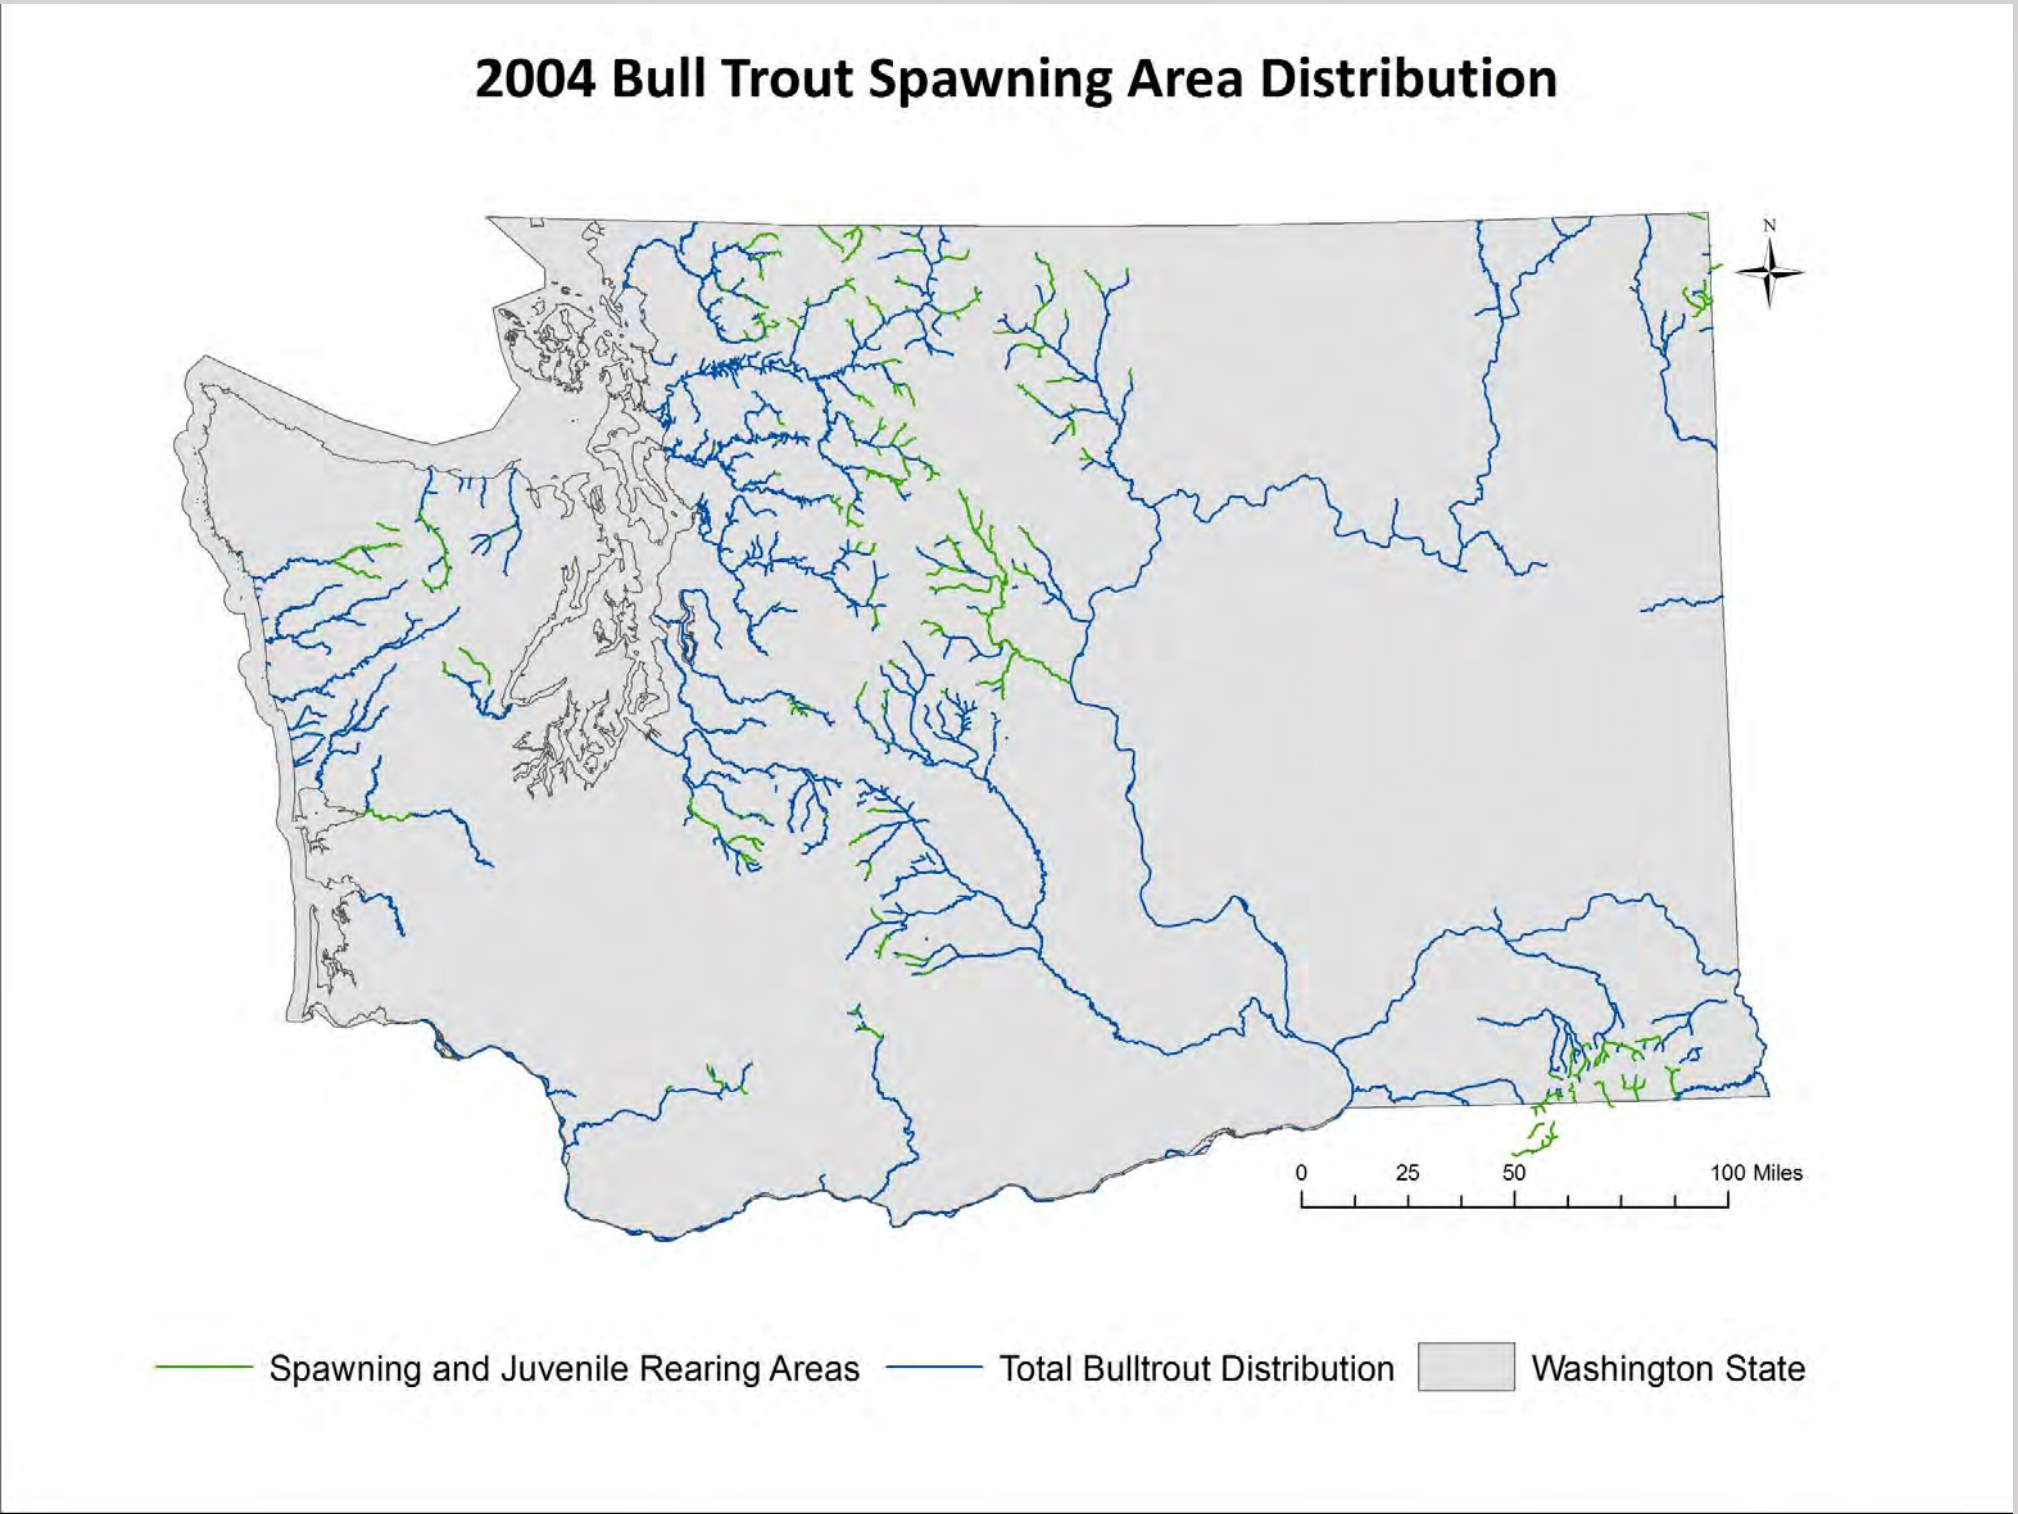 2004 Bull Trout Spawning Area Distribution
N
0 25 50 100 Miles
Spawning and Juvenile Rearing Areas Total Bulltrout Distribution Washington State